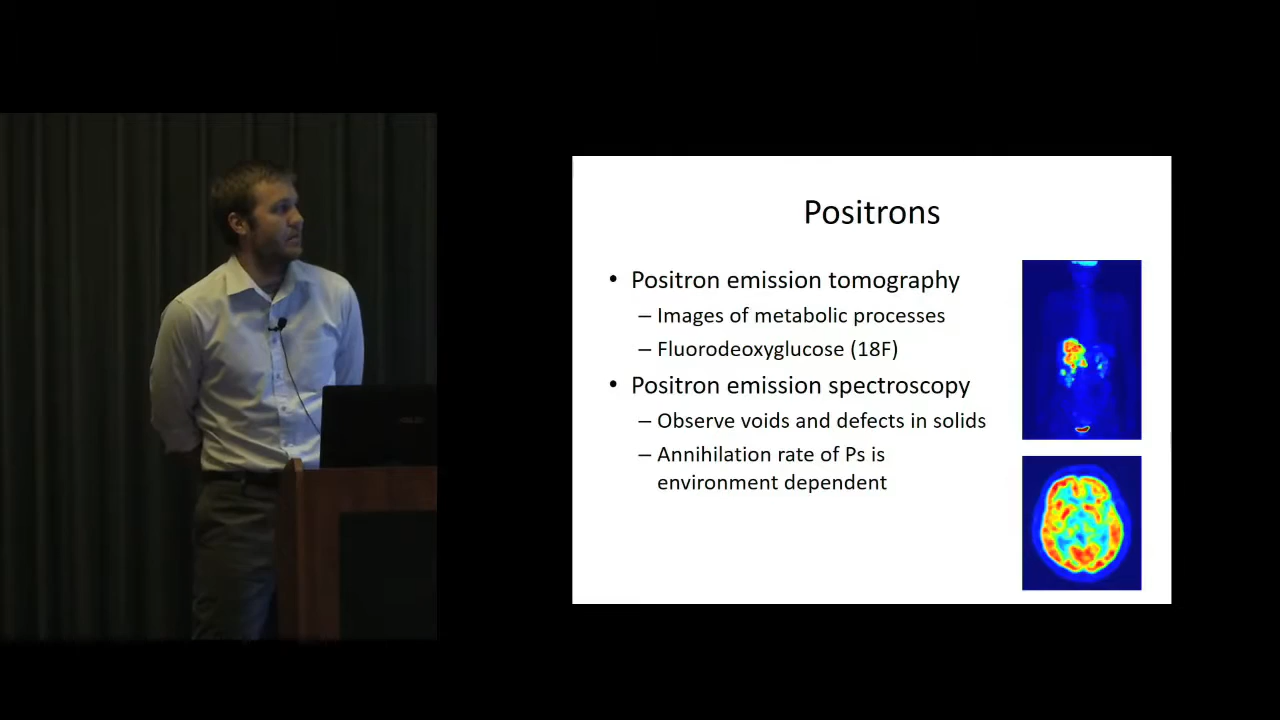 Positrons
• Positron emission tomography
– Images of metabolic processes
– Fluorodeoxyglucose (18F)
• Positron emission spectroscopy
– Observe voids and defects in solids
– Annihilation rate of Ps is
environment dependent